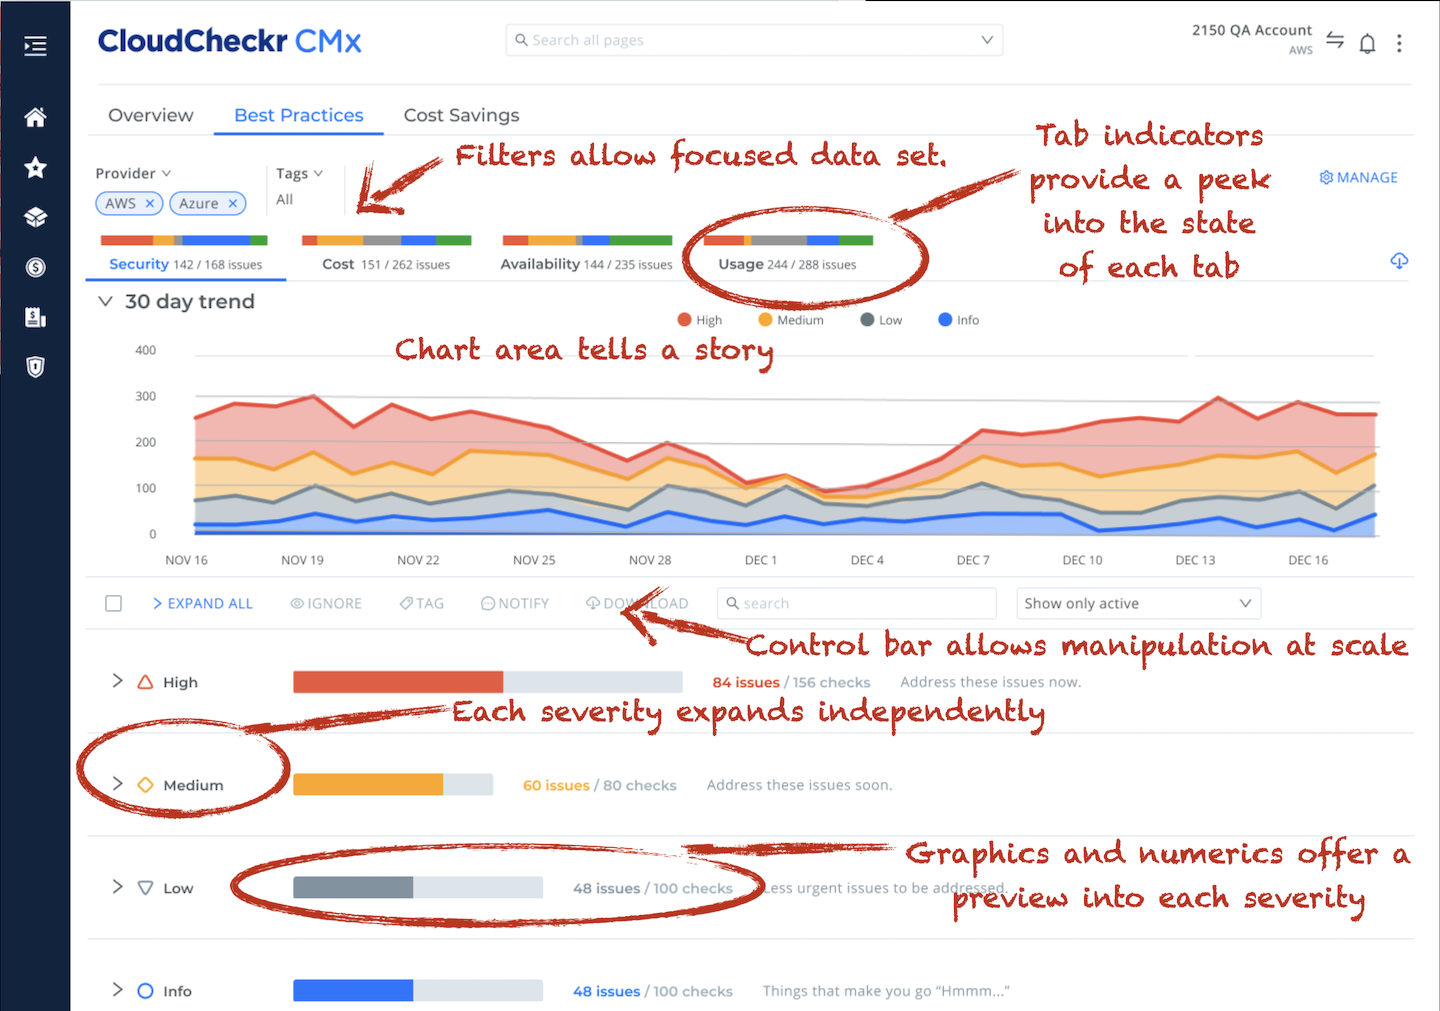 CloudCheckr CMx
Search all pages
2150 QA Account
AWS
Overview
Best Practices
Cost Savings
Filters allow focused data set.
Tab indicators
provide a peek
into the state
of each tab
Provider
Tags
AWS ×
Azure ×
All
MANAGE
Security 142 / 168 issues
Cost 151 / 262 issues
Availability 144 / 235 issues
Usage 244 / 288 issues
30 day trend
High
Medium
Low
Info
Chart area tells a story
400
300
200
100
0
NOV 16
NOV 19
NOV 22
NOV 25
NOV 28
DEC 1
DEC 4
DEC 7
DEC 10
DEC 13
DEC 16
EXPAND ALL
IGNORE
TAG
NOTIFY
DOWNLOAD
search
Show only active
Control bar allows manipulation at scale
High
84 issues / 156 checks
Address these issues now.
Each severity expands independently
Medium
60 issues / 80 checks
Address these issues soon.
Graphics and numerics offer a
preview into each severity
Low
48 issues / 100 checks
Less urgent issues to be addressed.
Info
48 issues / 100 checks
Things that make you go “Hmmm...”